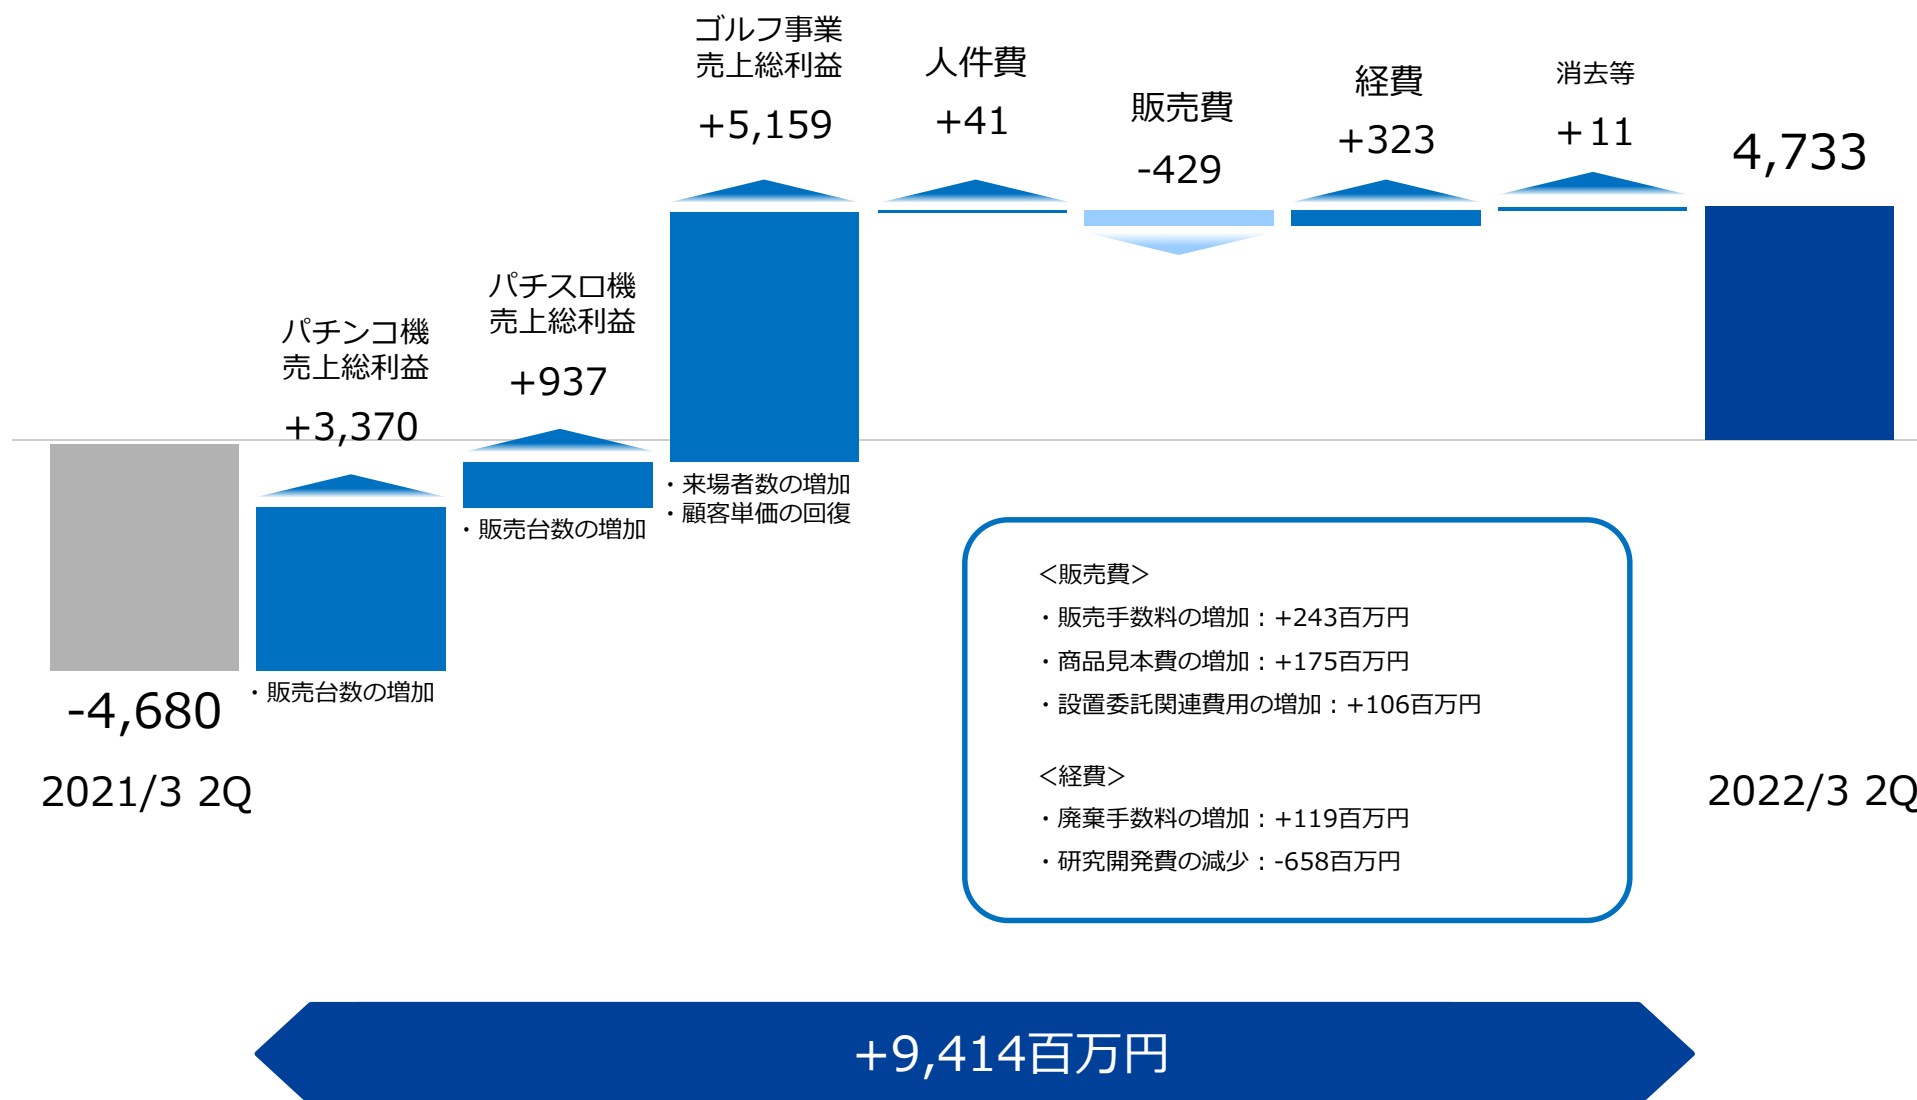 ゴルフ事業
売上総利益
+5,159
人件費
+41
販売費
-429
経費
+323
消去等
+11
4,733
パチスロ機
売上総利益
+937
パチンコ機
売上総利益
+3,370
・来場者数の増加
・顧客単価の回復
・販売台数の増加
・販売台数の増加
-4,680
2021/3 2Q
2022/3 2Q
＜販売費＞
・販売手数料の増加：+243百万円
・商品見本費の増加：+175百万円
・設置委託関連費用の増加：+106百万円
＜経費＞
・廃棄手数料の増加：+119百万円
・研究開発費の減少：-658百万円
+9,414百万円